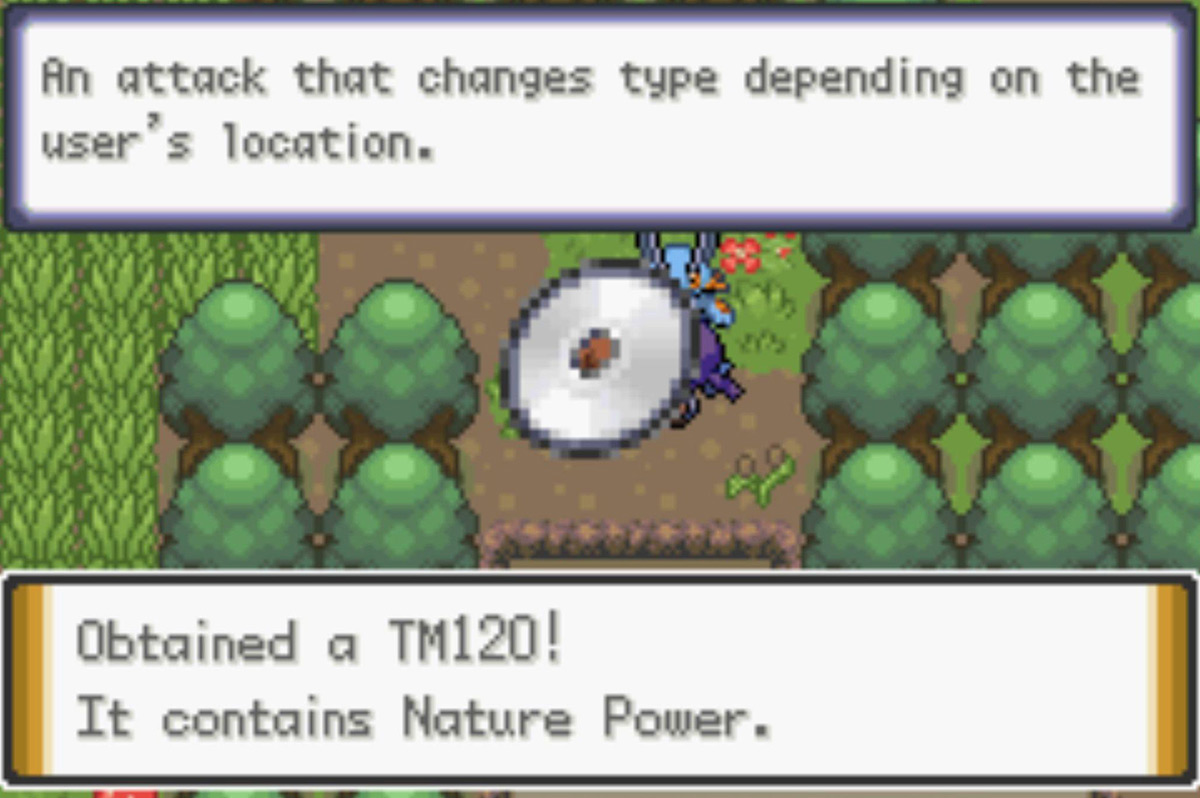 An attack that changes type depending on the
user's location.
Obtained a TM120!
It contains Nature Power.